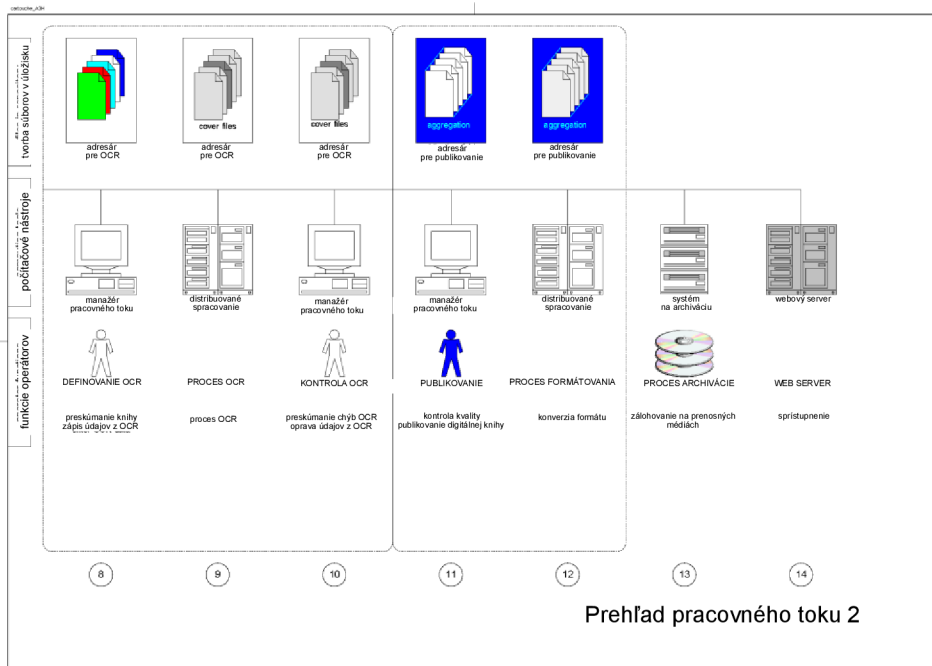 cartouche_A3H
tvorba súborov v úložisku
cover files
cover files
aggregation
aggregation
adresár
pre OCR
adresár
pre OCR
adresár
pre OCR
adresár
pre publikovanie
adresár
pre publikovanie
počítačové nástroje
manažér
pracovného toku
distribuované
spracovanie
manažér
pracovného toku
manažér
pracovného toku
distribuované
spracovanie
systém
na archiváciu
webový server
funkcie operátorov
DEFINOVANIE OCR
PROCES OCR
KONTROLA OCR
PUBLIKOVANIE
PROCES FORMÁTOVANIA
PROCES ARCHIVÁCIE
WEB SERVER
preskúmanie knihy
zápis údajov z OCR
proces OCR
preskúmanie chýb OCR
oprava údajov z OCR
kontrola kvality
publikovanie digitálnej knihy
konverzia formátu
zálohovanie na prenosných
médiách
sprístupnenie
8
9
10
11
12
13
14
Prehľad pracovného toku 2